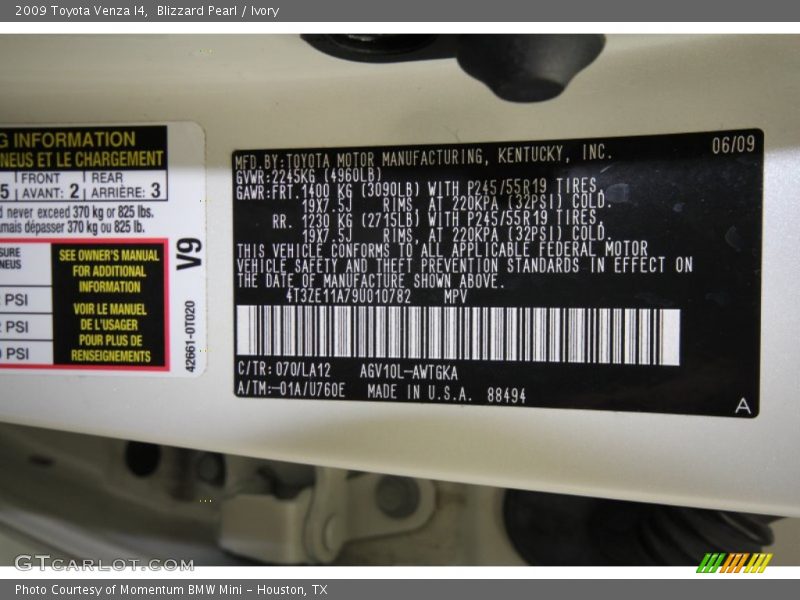 2009 Toyota Venza I4, Blizzard Pearl / Ivory
G INFORMATION
NEUS ET LE CHARGEMENT
5 FRONT REAR
AVANT: 2 ARRIÈRE: 3
d never exceed 370 kg or 825 lbs.
amais dépasser 370 kg ou 825 lb.
SURE
NEUS
PSI
2 PSI
0 PSI
SEE OWNER'S MANUAL
FOR ADDITIONAL
INFORMATION
VOIR LE MANUEL
DE L'USAGER
POUR PLUS DE
RENSEIGNEMENTS
V9
42661-0T020
MFD.BY:TOYOTA MOTOR MANUFACTURING, KENTUCKY, INC. 06/09
GVWR:2245KG (4960LB)
GAWR:FRT.1400 KG (3090LB) WITH P245/55R19 TIRES,
19X7.5J RIMS, AT 220KPA (32PSI) COLD.
RR. 1230 KG (2715LB) WITH P245/55R19 TIRES,
19X7.5J RIMS, AT 220KPA (32PSI) COLD.
THIS VEHICLE CONFORMS TO ALL APPLICABLE FEDERAL MOTOR
VEHICLE SAFETY AND THEFT PREVENTION STANDARDS IN EFFECT ON
THE DATE OF MANUFACTURE SHOWN ABOVE.
4T3ZE11A79U010782 MPV
C/TR: 070/LA12 AGV10L-AWTGKA
A/TM:-01A/U760E MADE IN U.S.A. 88494
A
GTcarlot.com
Photo Courtesy of Momentum BMW Mini - Houston, TX